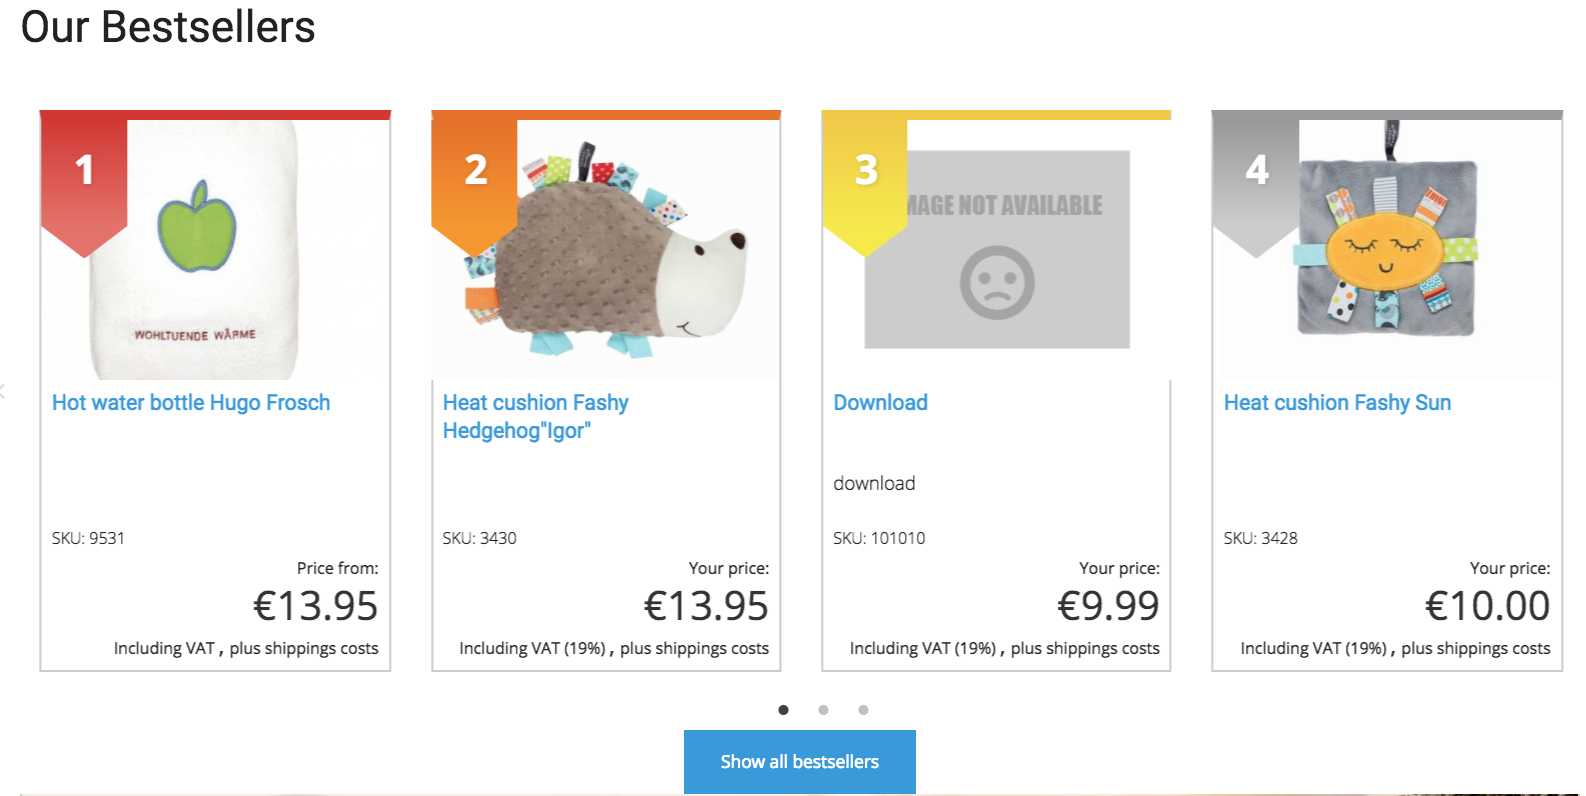 Our Bestsellers
1
WOHLTUENDE WÄRME
Hot water bottle Hugo Frosch
SKU: 9531
Price from:
€13.95
Including VAT , plus shippings costs
2
Heat cushion Fashy
Hedgehog"Igor"
SKU: 3430
Your price:
€13.95
Including VAT (19%) , plus shippings costs
3
IMAGE NOT AVAILABLE
Download
download
SKU: 101010
Your price:
€9.99
Including VAT (19%) , plus shippings costs
4
Heat cushion Fashy Sun
SKU: 3428
Your price:
€10.00
Including VAT (19%) , plus shippings costs
Show all bestsellers